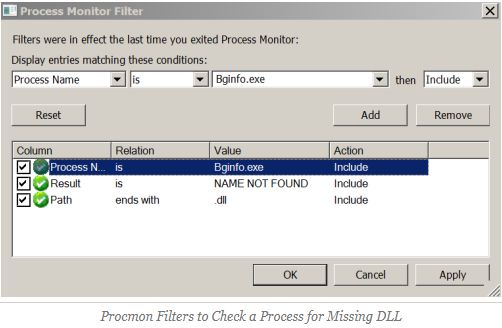 Process Monitor Filter
Filters were in effect the last time you exited Process Monitor:
Display entries matching these conditions:
Process Name is Bginfo.exe then Include
Reset Add Remove
Column Relation Value Action
Process N... is Bginfo.exe Include
Result is NAME NOT FOUND Include
Path ends with .dll Include
OK Cancel Apply
Procmon Filters to Check a Process for Missing DLL